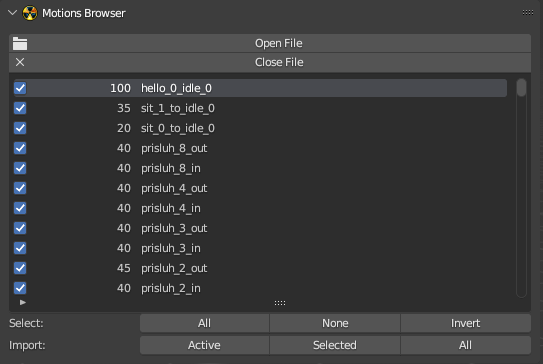 Motions Browser
Open File
Close File
100 hello_0_idle_0
35 sit_1_to_idle_0
20 sit_0_to_idle_0
40 prisluh_8_out
40 prisluh_8_in
40 prisluh_4_out
40 prisluh_4_in
40 prisluh_3_out
40 prisluh_3_in
45 prisluh_2_out
40 prisluh_2_in
Select: All None Invert
Import: Active Selected All